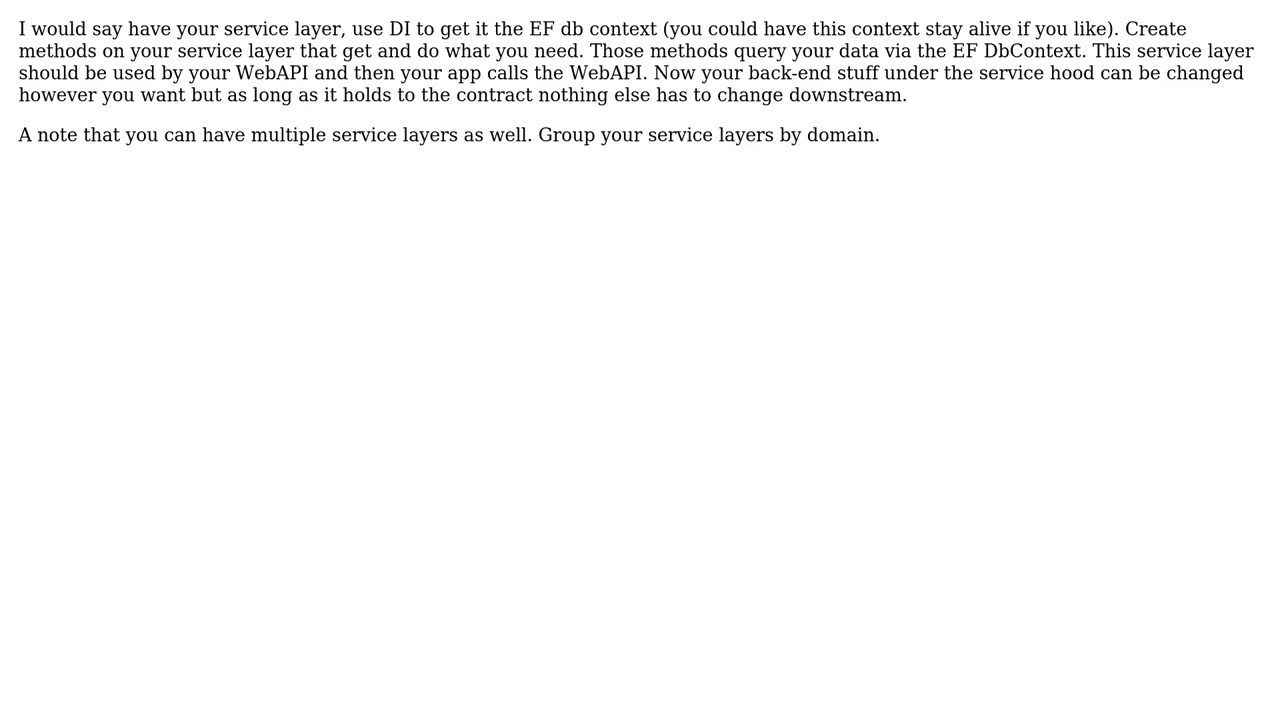 I would say have your service layer, use DI to get it the EF db context (you could have this context stay alive if you like). Create
methods on your service layer that get and do what you need. Those methods query your data via the EF DbContext. This service layer
should be used by your WebAPI and then your app calls the WebAPI. Now your back-end stuff under the service hood can be changed
however you want but as long as it holds to the contract nothing else has to change downstream.
A note that you can have multiple service layers as well. Group your service layers by domain.